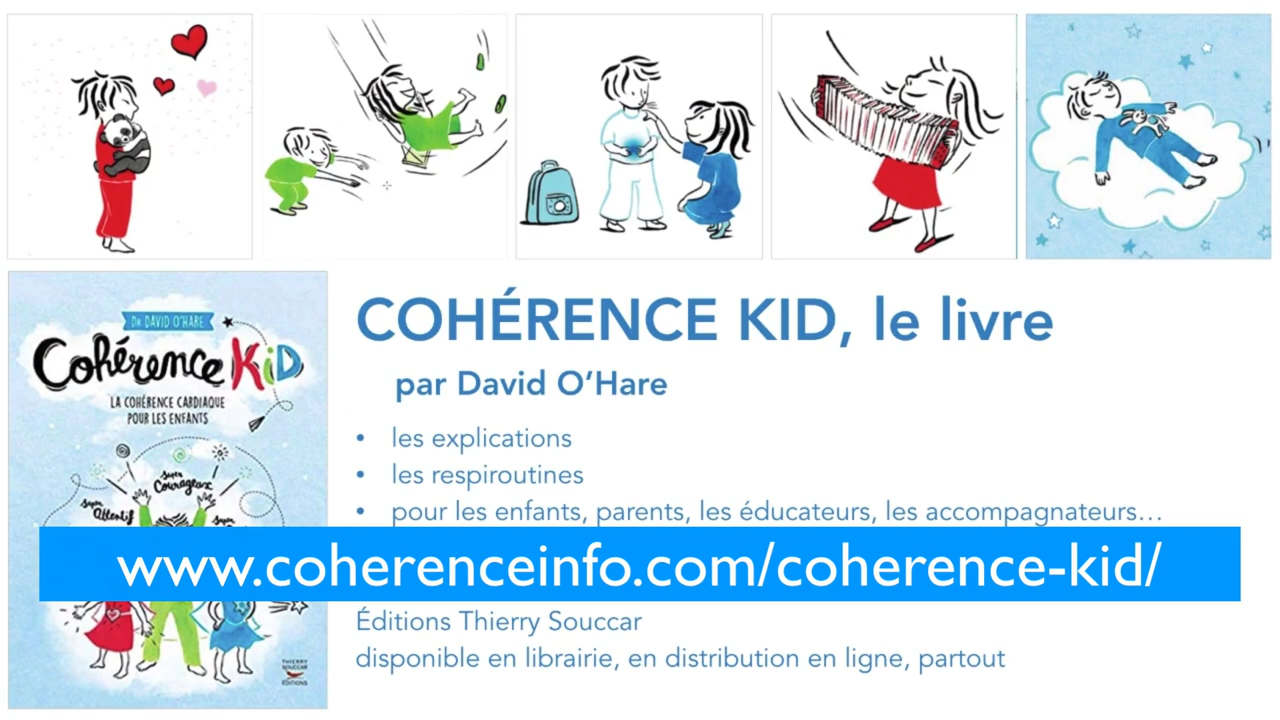 DR DAVID O'HARE
Cohérence KiD
LA COHÉRENCE CARDIAQUE
POUR LES ENFANTS
super
Courageux
super
attentif
super
THIERRY
SOUCCAR
ÉDITIONS
COHÉRENCE KID, le livre
par David O’Hare
• les explications
• les respiroutines
• pour les enfants, parents, les éducateurs, les accompagnateurs…
www.coherenceinfo.com/coherence-kid/
Éditions Thierry Souccar
disponible en librairie, en distribution en ligne, partout